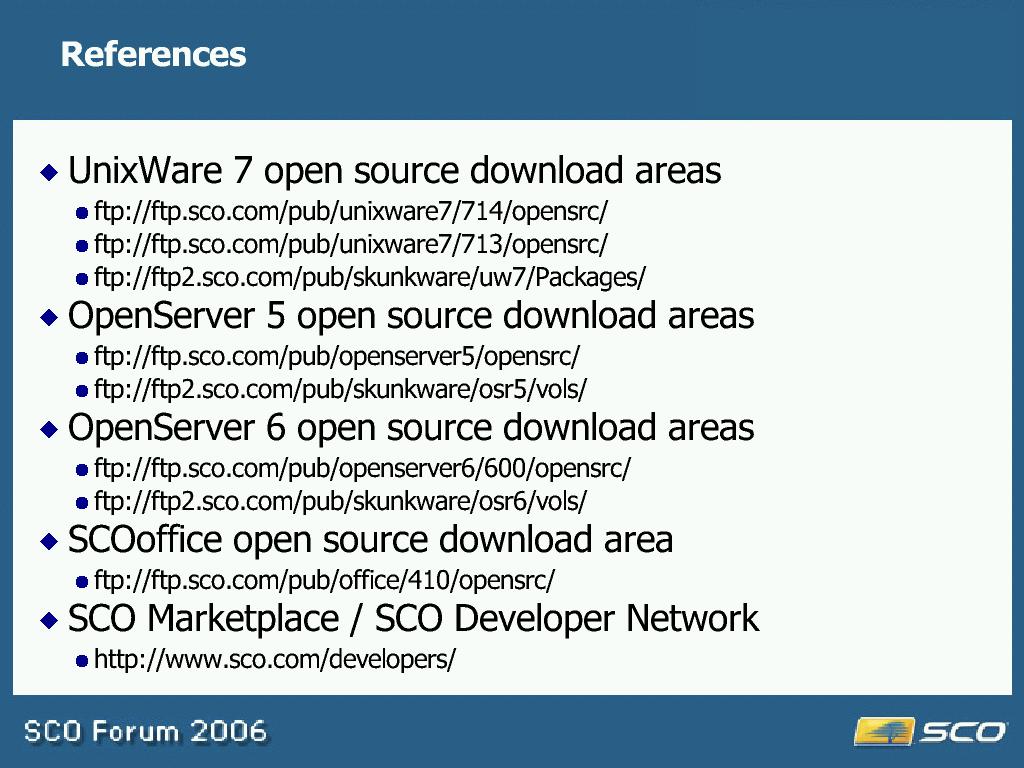 References
UnixWare 7 open source download areas
ftp://ftp.sco.com/pub/unixware7/714/opensrc/
ftp://ftp.sco.com/pub/unixware7/713/opensrc/
ftp://ftp2.sco.com/pub/skunkware/uw7/Packages/
OpenServer 5 open source download areas
ftp://ftp.sco.com/pub/openserver5/opensrc/
ftp://ftp2.sco.com/pub/skunkware/osr5/vols/
OpenServer 6 open source download areas
ftp://ftp.sco.com/pub/openserver6/600/opensrc/
ftp://ftp2.sco.com/pub/skunkware/osr6/vols/
SCOoffice open source download area
ftp://ftp.sco.com/pub/office/410/opensrc/
SCO Marketplace / SCO Developer Network
http://www.sco.com/developers/
SCO Forum 2006
SCO